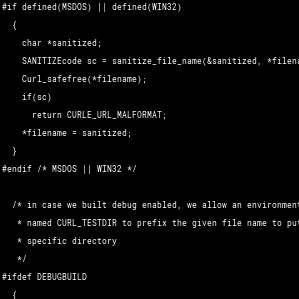 #if defined(MSDOS) || defined(WIN32)
  {
    char *sanitized;
    SANITIZEcode sc = sanitize_file_name(&sanitized, *filena
    Curl_safefree(*filename);
    if(sc)
      return CURLE_URL_MALFORMAT;
    *filename = sanitized;
  }
#endif /* MSDOS || WIN32 */

  /* in case we built debug enabled, we allow an environment
   * named CURL_TESTDIR to prefix the given file name to put
   * specific directory
   */
#ifdef DEBUGBUILD
  {